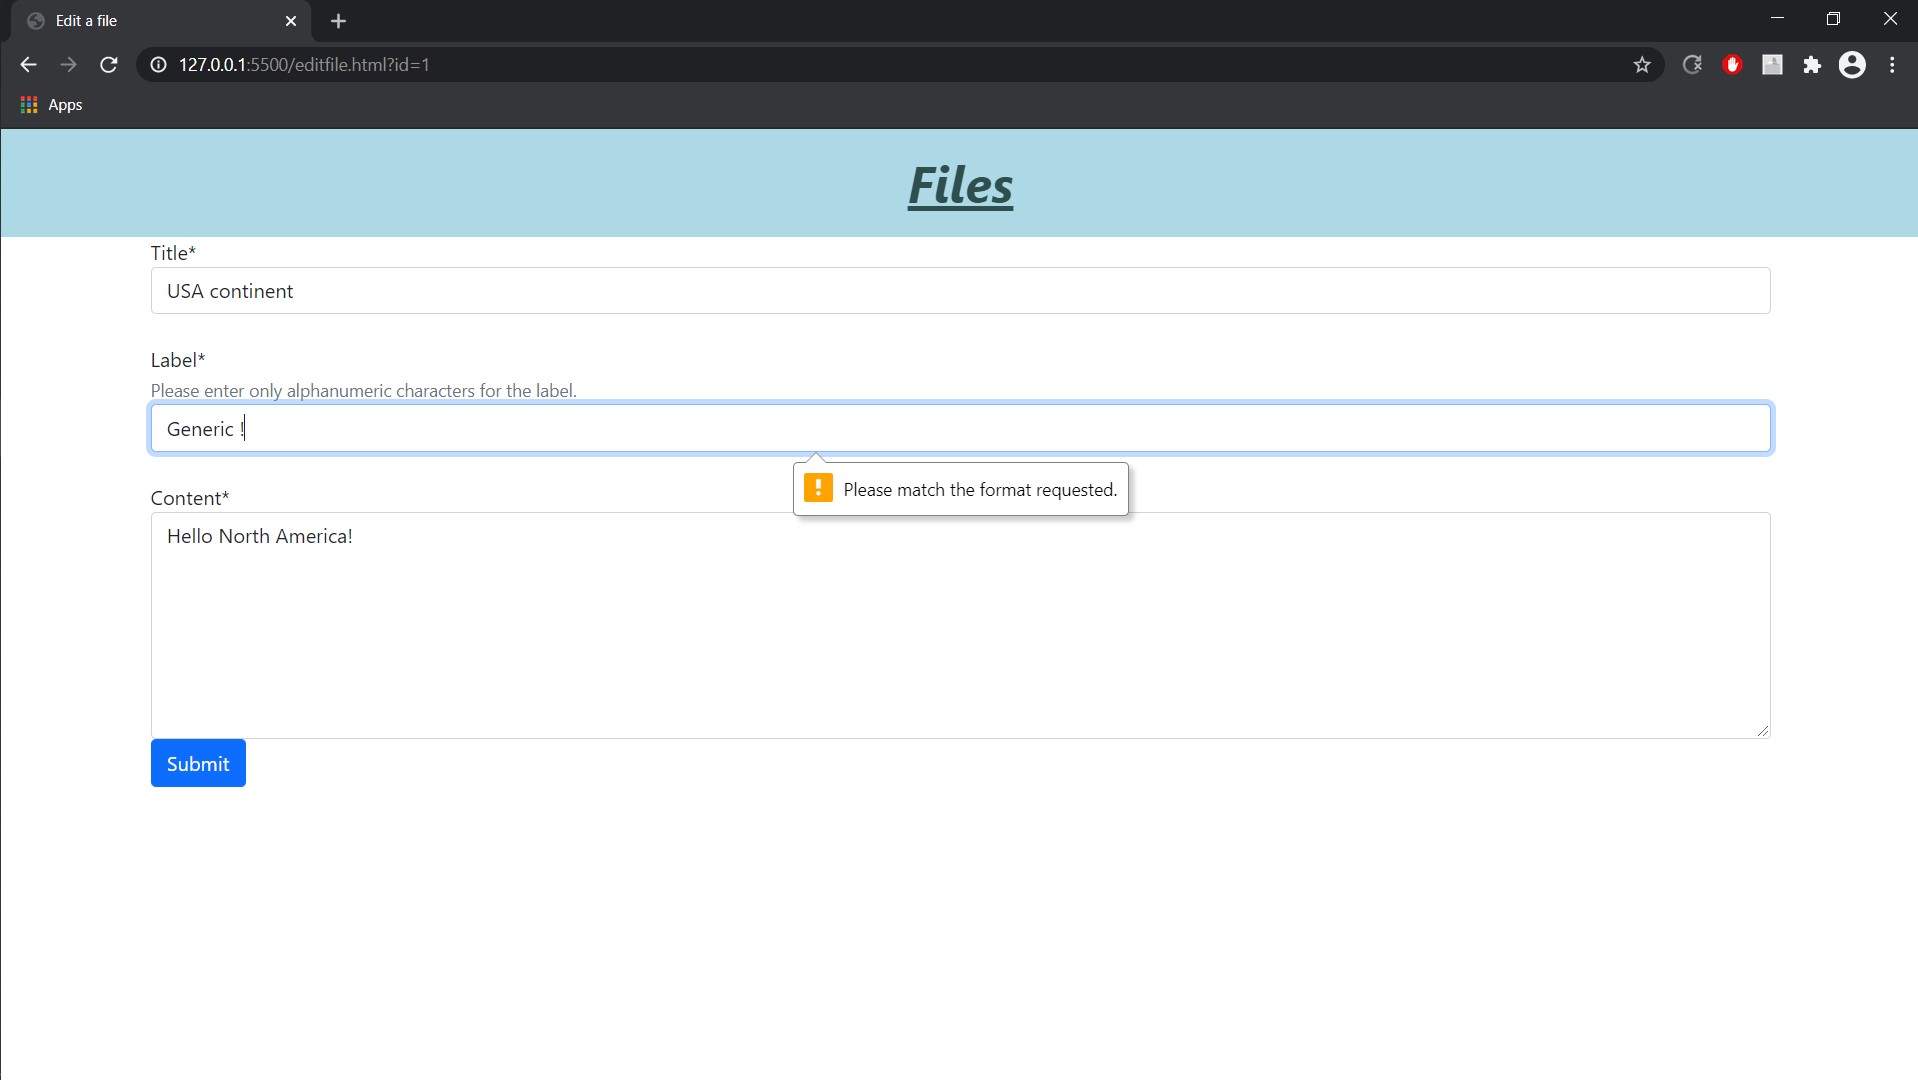 Edit a file
127.0.0.1:5500/editfile.html?id=1
Apps
Files
Title*
USA continent
Label*
Please enter only alphanumeric characters for the label.
Generic !
Please match the format requested.
Content*
Hello North America!
Submit